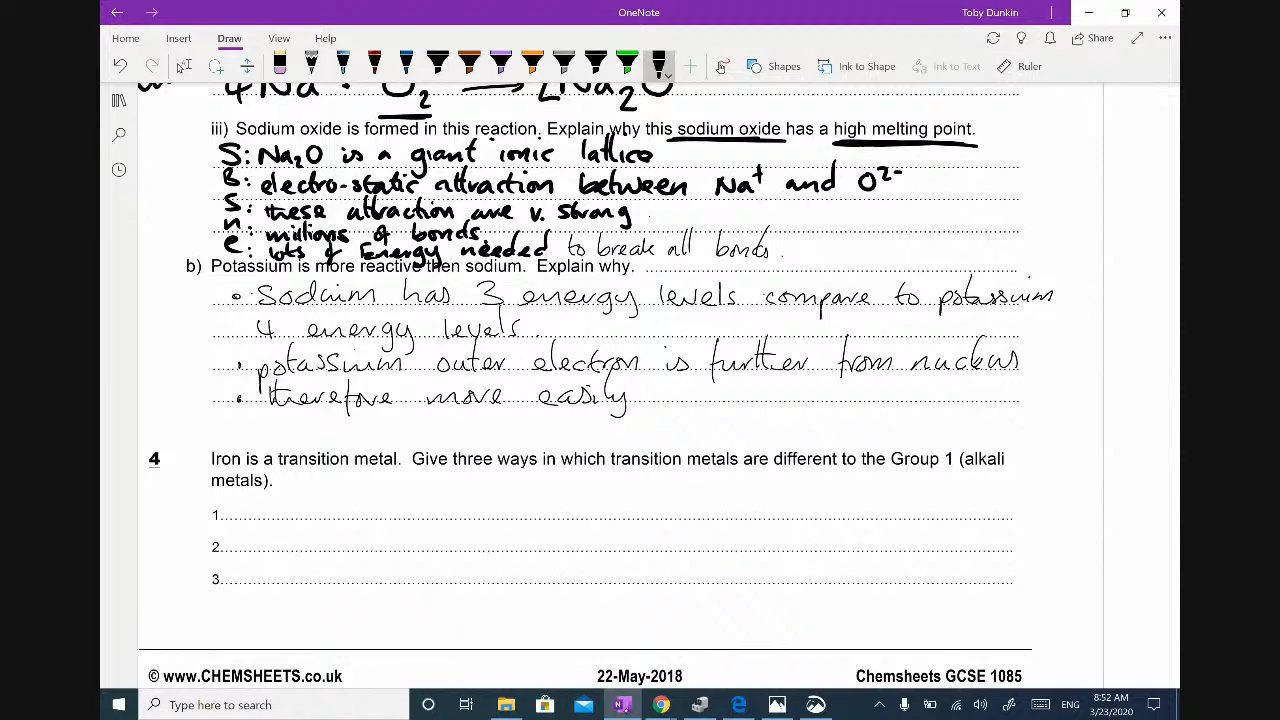 OneNote
Toby Dunkin
Home Insert Draw View Help
Share
Shapes Ink to Shape Ink to Text Ruler
4Na + O2 → 2Na2O
iii) Sodium oxide is formed in this reaction. Explain why this sodium oxide has a high melting point.
S: Na2O is a giant ionic lattice
B: electro-static attraction between Na+ and O2-
S: these attraction are v. strong
n: millions of bonds.
e: lots of Energy needed to break all bonds.
b) Potassium is more reactive then sodium. Explain why.
• Sodaim has 3 energy levels compare to potassium
4 energy levels.
• potassium outer electron is further from nucleus
• therefore more easily
4 Iron is a transition metal. Give three ways in which transition metals are different to the Group 1 (alkali
metals).
1
2
3
© www.CHEMSHEETS.co.uk 22-May-2018 Chemsheets GCSE 1085
Type here to search
ENG
8:52 AM
3/23/2020